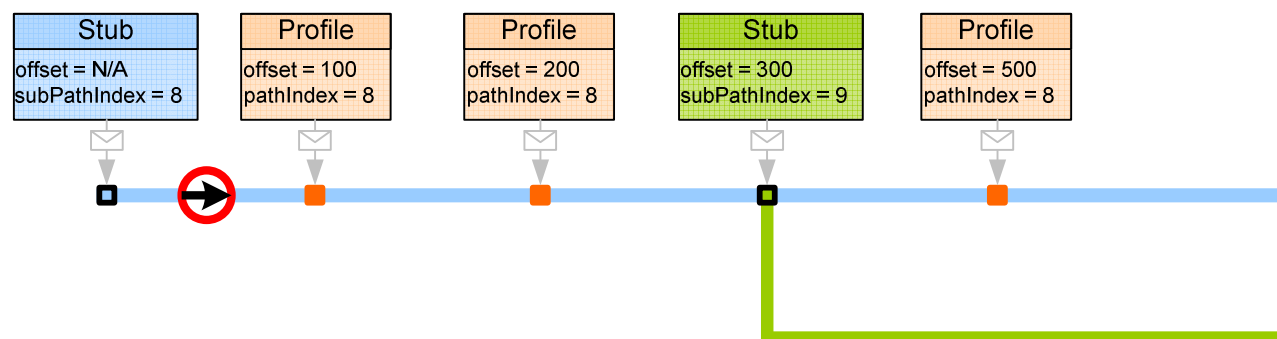 Stub
offset = N/A
subPathIndex = 8
Profile
offset = 100
pathIndex = 8
Profile
offset = 200
pathIndex = 8
Stub
offset = 300
subPathIndex = 9
Profile
offset = 500
pathIndex = 8